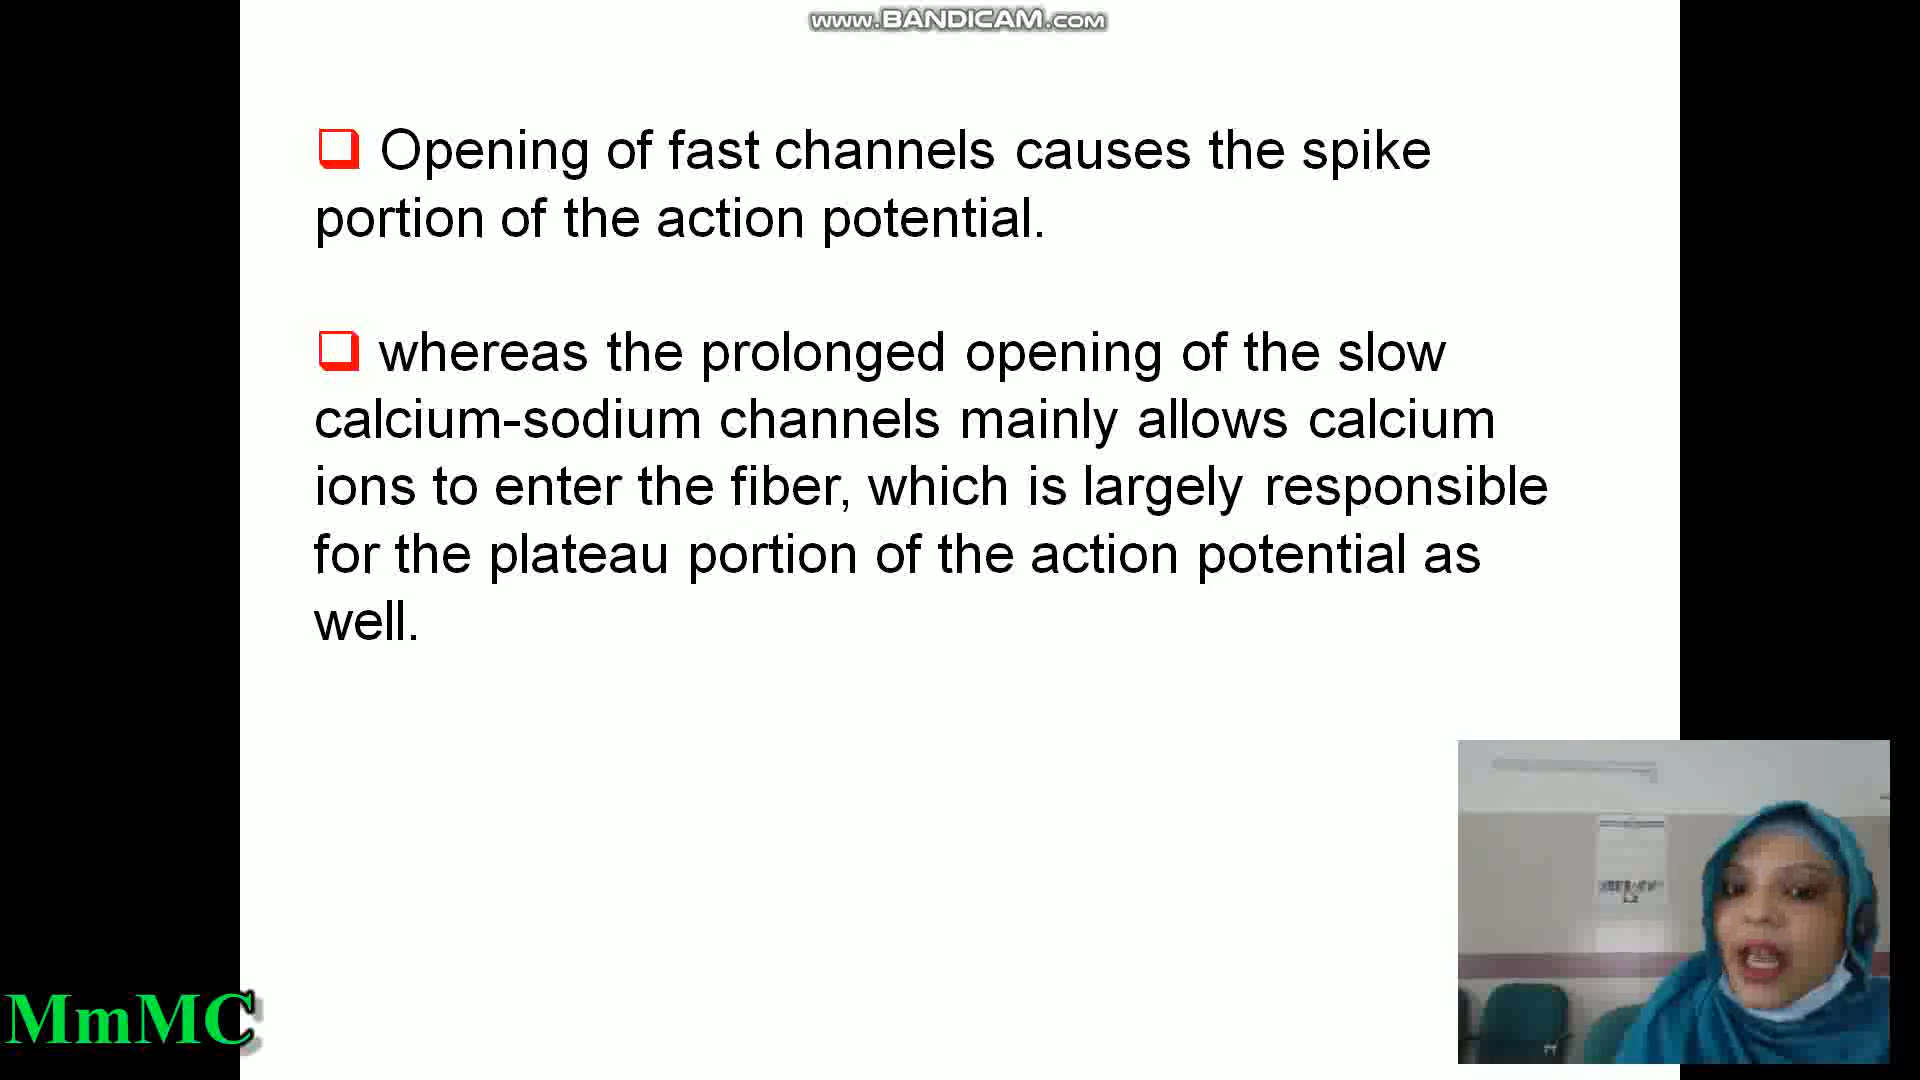 www.BANDICAM.com
Opening of fast channels causes the spike
portion of the action potential.
whereas the prolonged opening of the slow
calcium-sodium channels mainly allows calcium
ions to enter the fiber, which is largely responsible
for the plateau portion of the action potential as
well.
MmMC